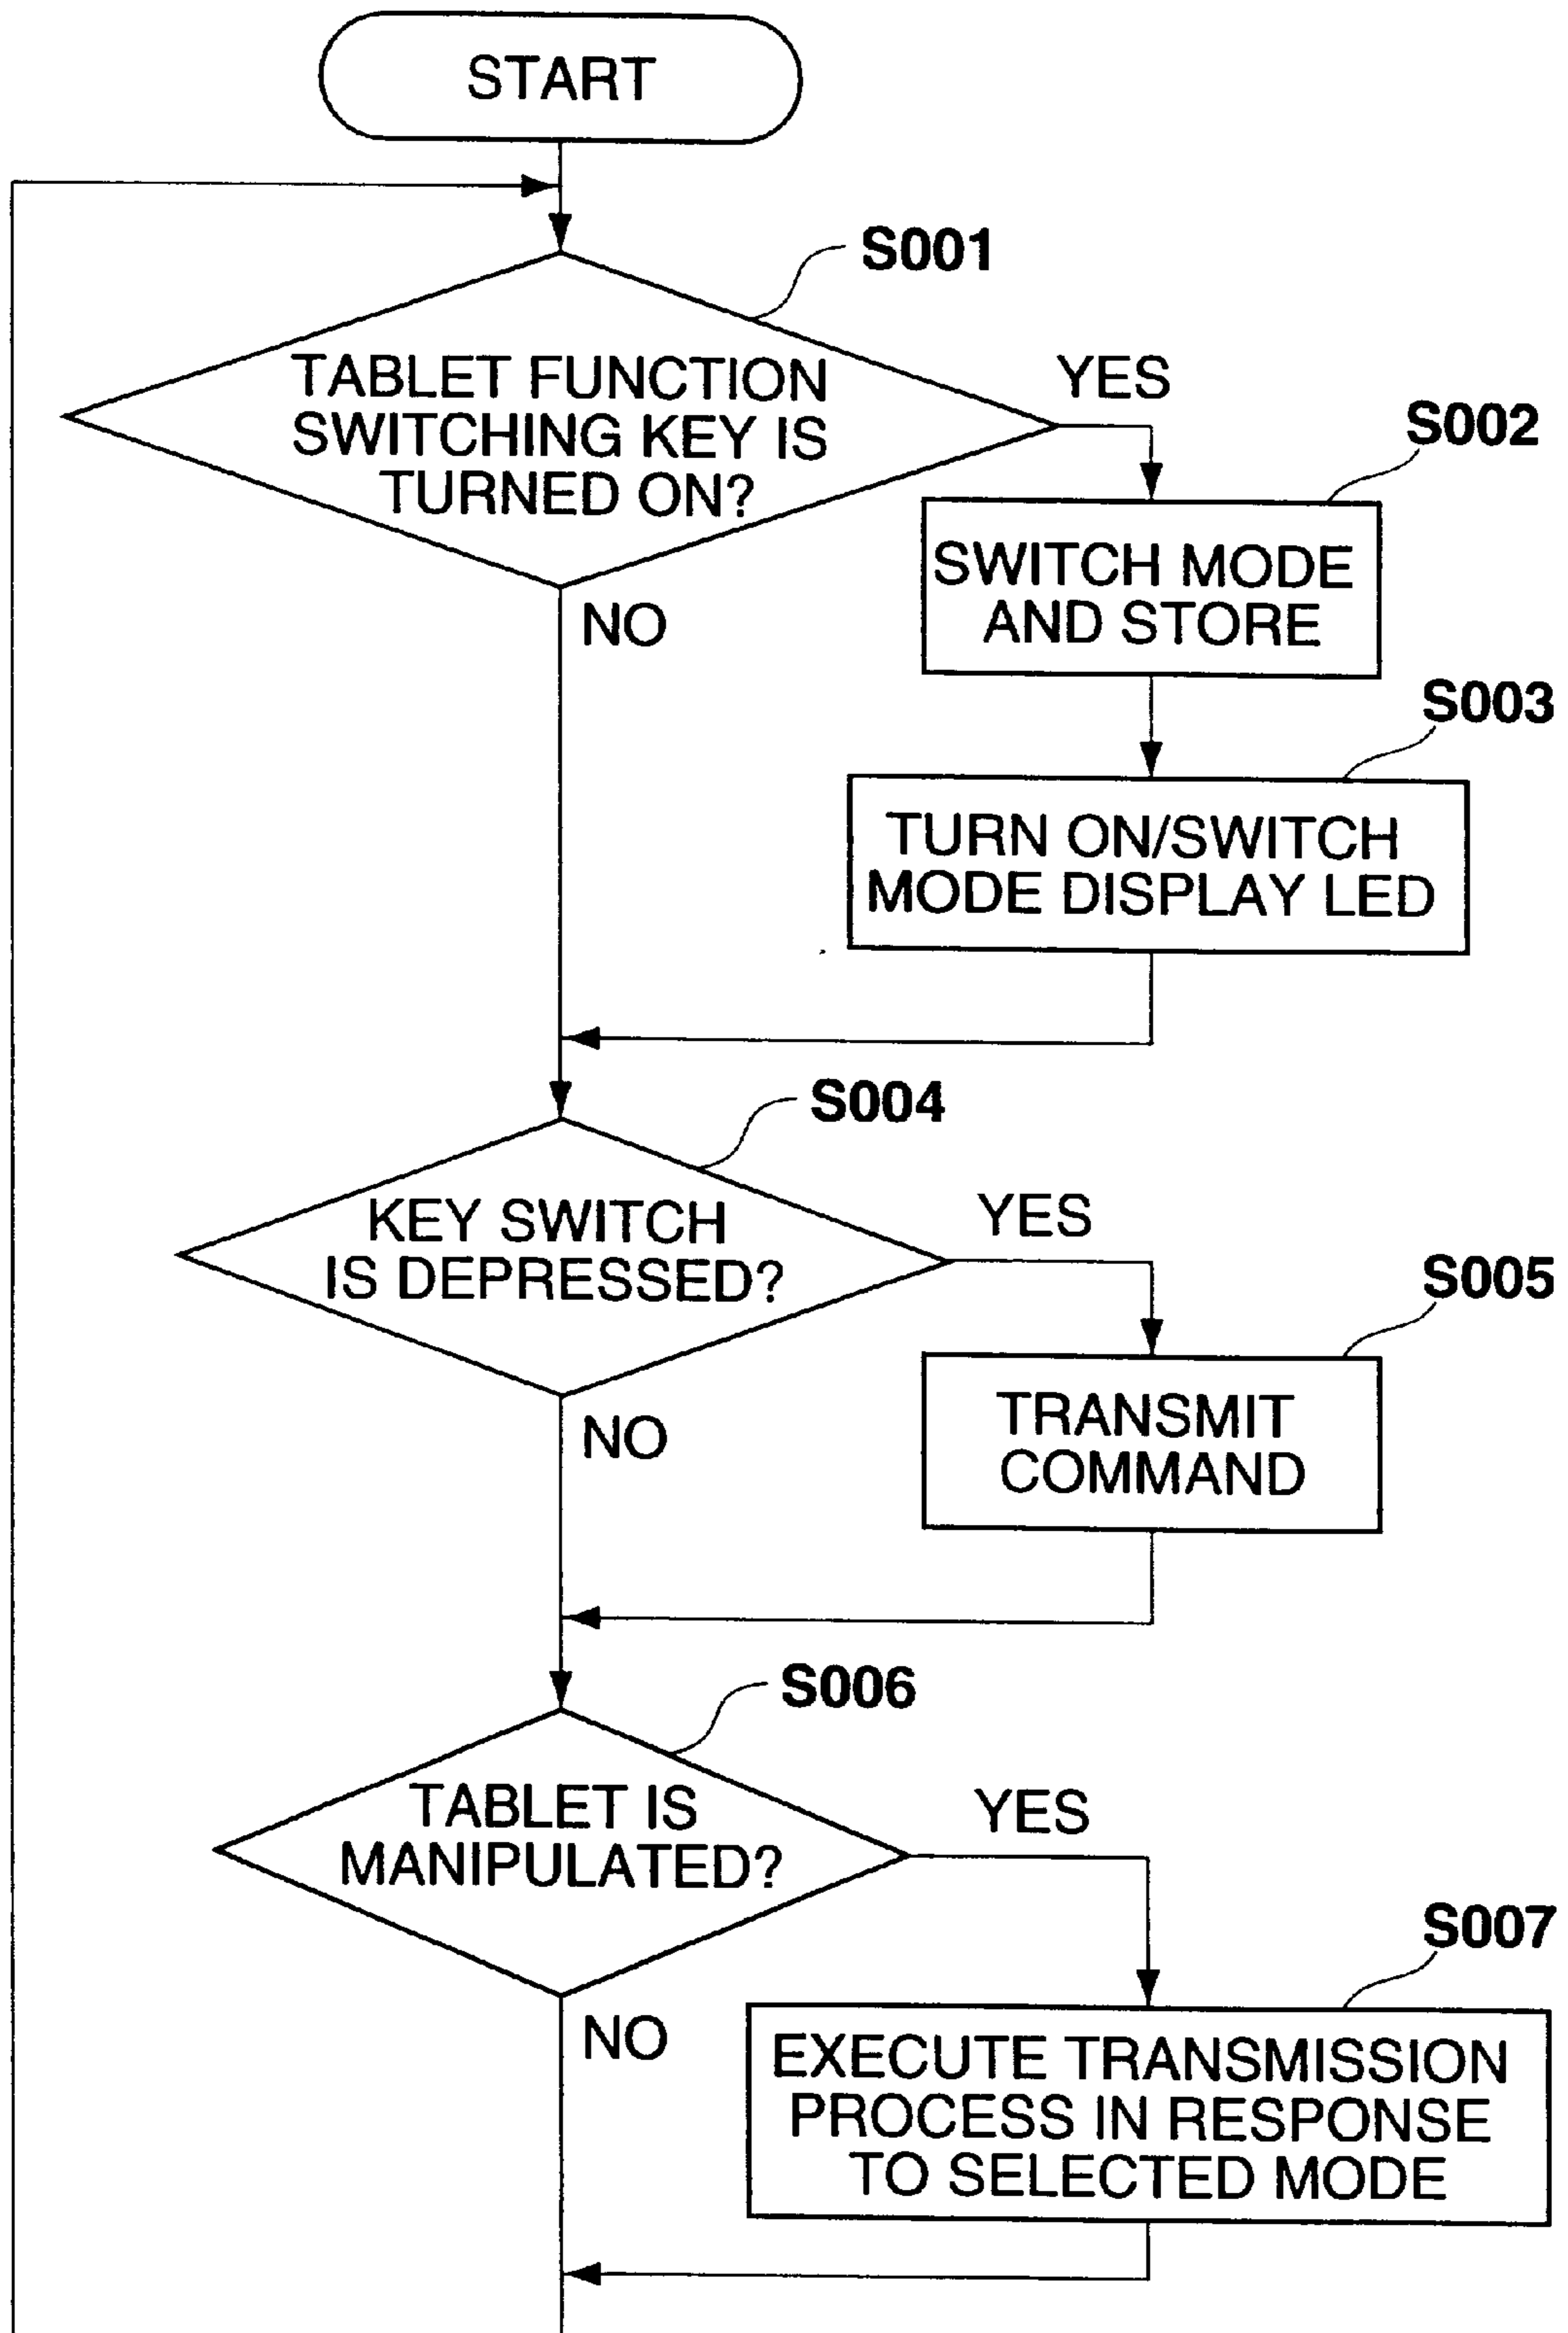 START
S001
TABLET FUNCTION
SWITCHING KEY IS
TURNED ON?
YES
NO
S002
SWITCH MODE
AND STORE
S003
TURN ON/SWITCH
MODE DISPLAY LED
S004
KEY SWITCH
IS DEPRESSED?
YES
NO
S005
TRANSMIT
COMMAND
S006
TABLET IS
MANIPULATED?
YES
NO
S007
EXECUTE TRANSMISSION
PROCESS IN RESPONSE
TO SELECTED MODE